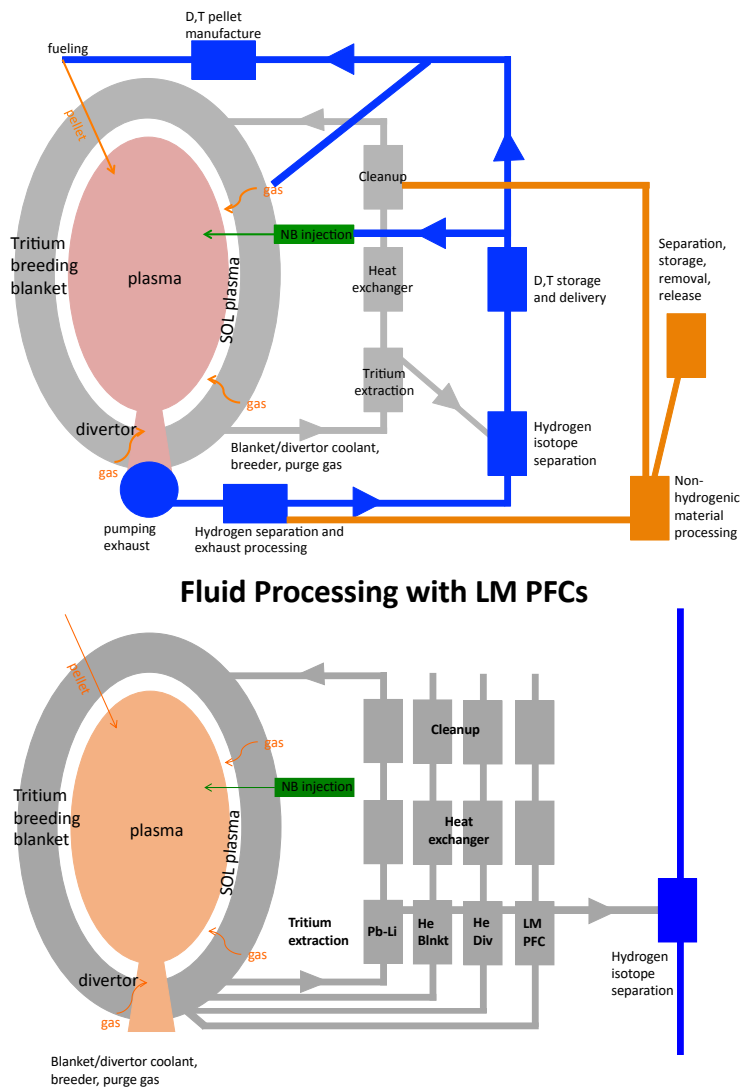 D,T pellet
manufacture
fueling
pellet
Cleanup
gas
NB injection
Separation,
storage,
removal,
release
Tritium
breeding
blanket
plasma
SOL plasma
Heat
exchanger
D,T storage
and delivery
Tritium
extraction
gas
divertor
gas
Blanket/divertor coolant,
breeder, purge gas
Hydrogen
isotope
separation
pumping
exhaust
Hydrogen separation and
exhaust processing
Non-
hydrogenic
material
processing
Fluid Processing with LM PFCs
pellet
gas
Cleanup
NB injection
Tritium
breeding
blanket
plasma
SOL plasma
Heat
exchanger
Tritium
extraction
Pb-Li
He
Blnkt
He
Div
LM
PFC
gas
divertor
gas
Hydrogen
isotope
separation
Blanket/divertor coolant,
breeder, purge gas